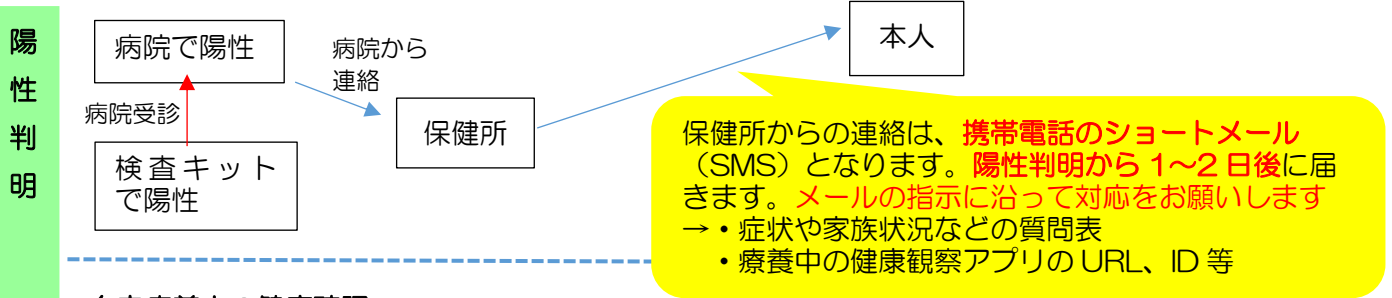 陽
性
判
明
病院で陽性
病院から
連絡
本人
病院受診
保健所
検査キット
で陽性
保健所からの連絡は、携帯電話のショートメール
（SMS）となります。陽性判明から 1～2 日後に届
きます。メールの指示に沿って対応をお願いします
→・症状や家族状況などの質問表
・療養中の健康観察アプリの URL、ID 等